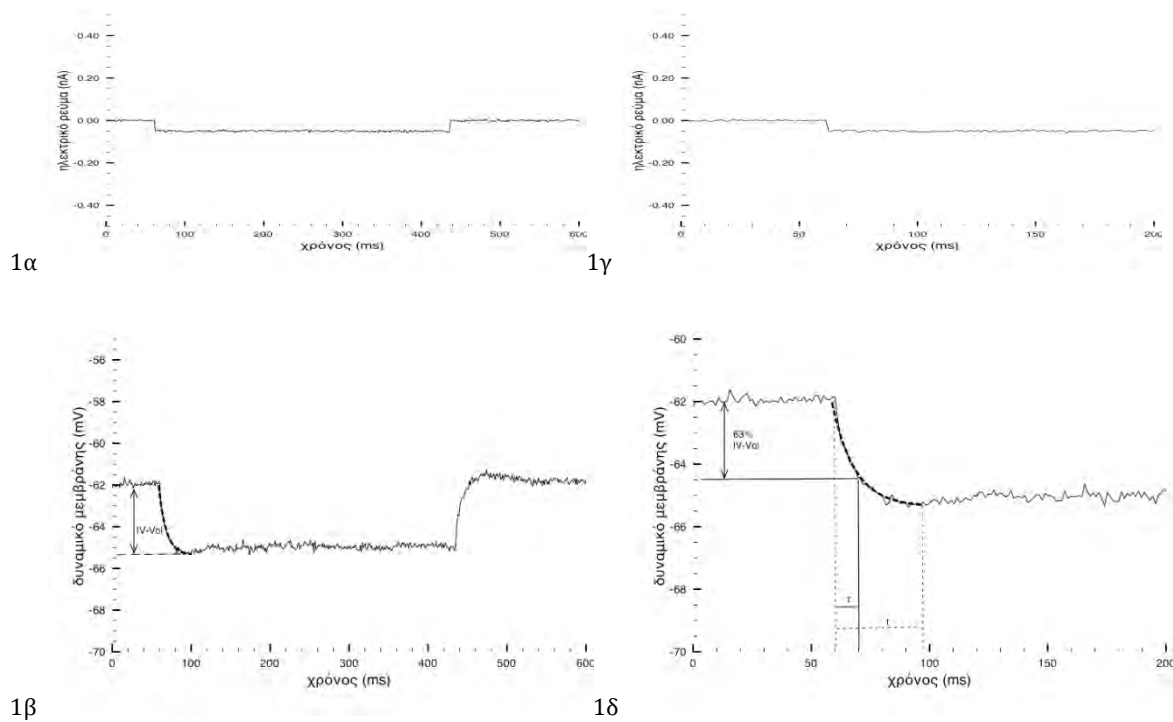 0.40
0.20
0.00
-0.20
-0.40
ηλεκτρικό ρεύμα (nA)
0 100 200 300 400 500 600
χρόνος (ms)
1α
0.40
0.20
0.00
-0.20
-0.40
ηλεκτρικό ρεύμα (nA)
0 50 100 150 200
χρόνος (ms)
1γ
-56
-58
-60
-62
-64
-66
-68
-70
δυναμικό μεμβράνης (mV)
IV-Vol
0 100 200 300 400 500 600
χρόνος (ms)
1β
-60
-62
-64
-66
-68
-70
δυναμικό μεμβράνης (mV)
63%
IV-Vol
τ
t
0 50 100 150 200
χρόνος (ms)
1δ